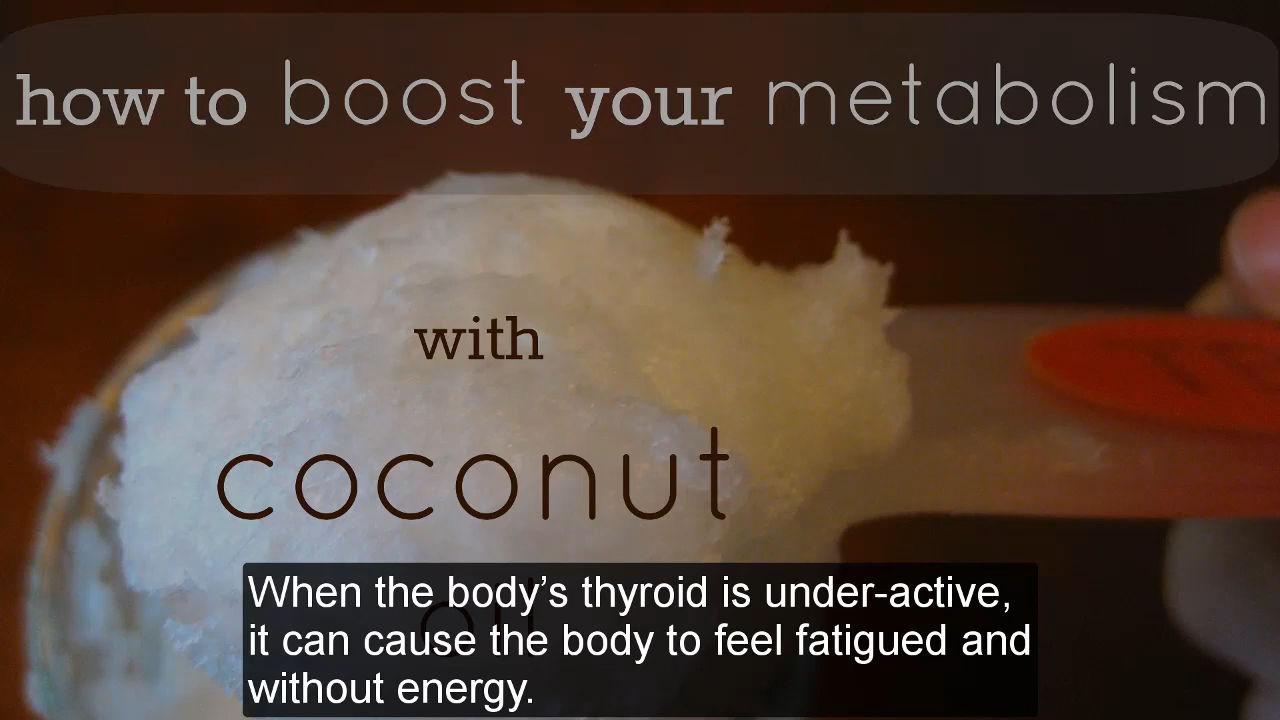 how to boost your metabolism
with
coconut
oil
When the body’s thyroid is under-active,
it can cause the body to feel fatigued and
without energy.